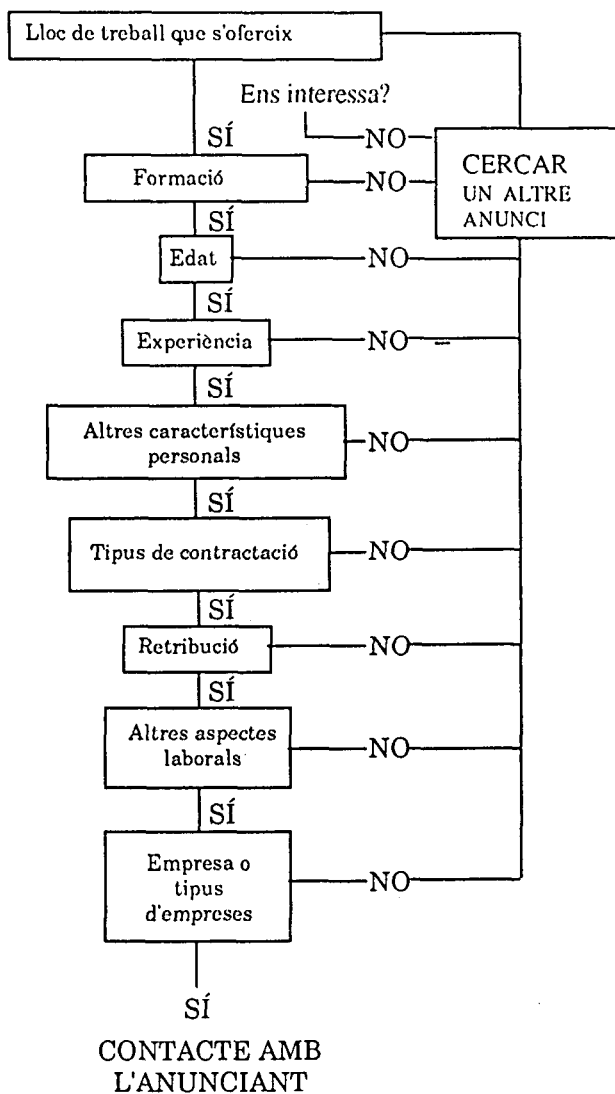 Lloc de treball que s'ofereix
Ens interessa?
SÍ
NO
CERCAR
UN ALTRE
ANUNCI
Formació
NO
SÍ
Edat
NO
SÍ
Experiència
NO
SÍ
Altres característiques
personals
NO
SÍ
Tipus de contractació
NO
SÍ
Retribució
NO
SÍ
Altres aspectes
laborals
NO
SÍ
Empresa o
tipus
d'empreses
NO
SÍ
CONTACTE AMB
L'ANUNCIANT